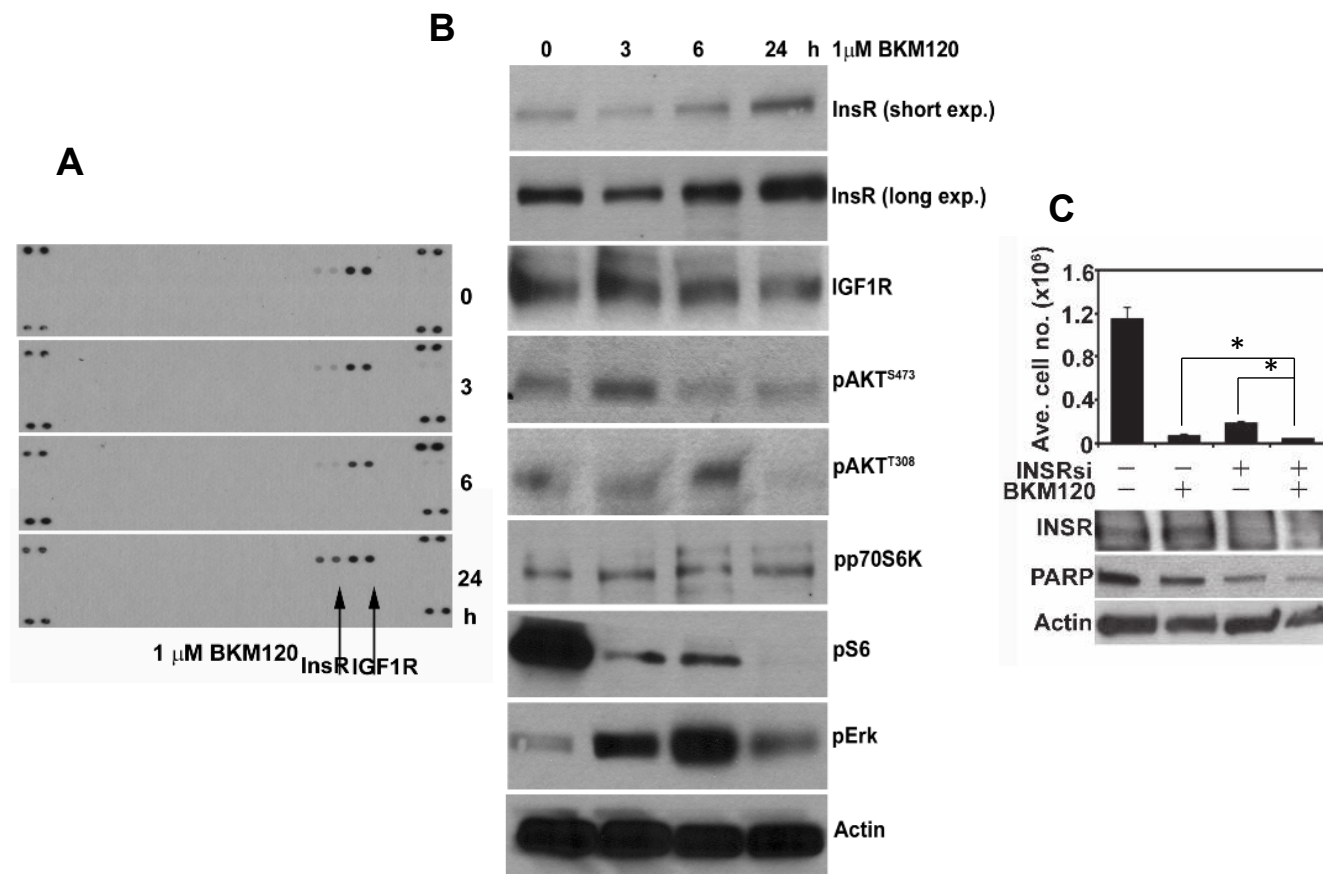 A
0
3
6
24
h
1 μM BKM120
InsR IGF1R
B
0 3 6 24 h 1μM BKM120
InsR (short exp.)
InsR (long exp.)
IGF1R
pAKT^S473
pAKT^T308
pp70S6K
pS6
pErk
Actin
C
Ave. cell no. (x10⁶)
1.6
1.2
0.8
0.4
0
*
*
INSRsi − − + +
BKM120 − + − +
INSR
PARP
Actin